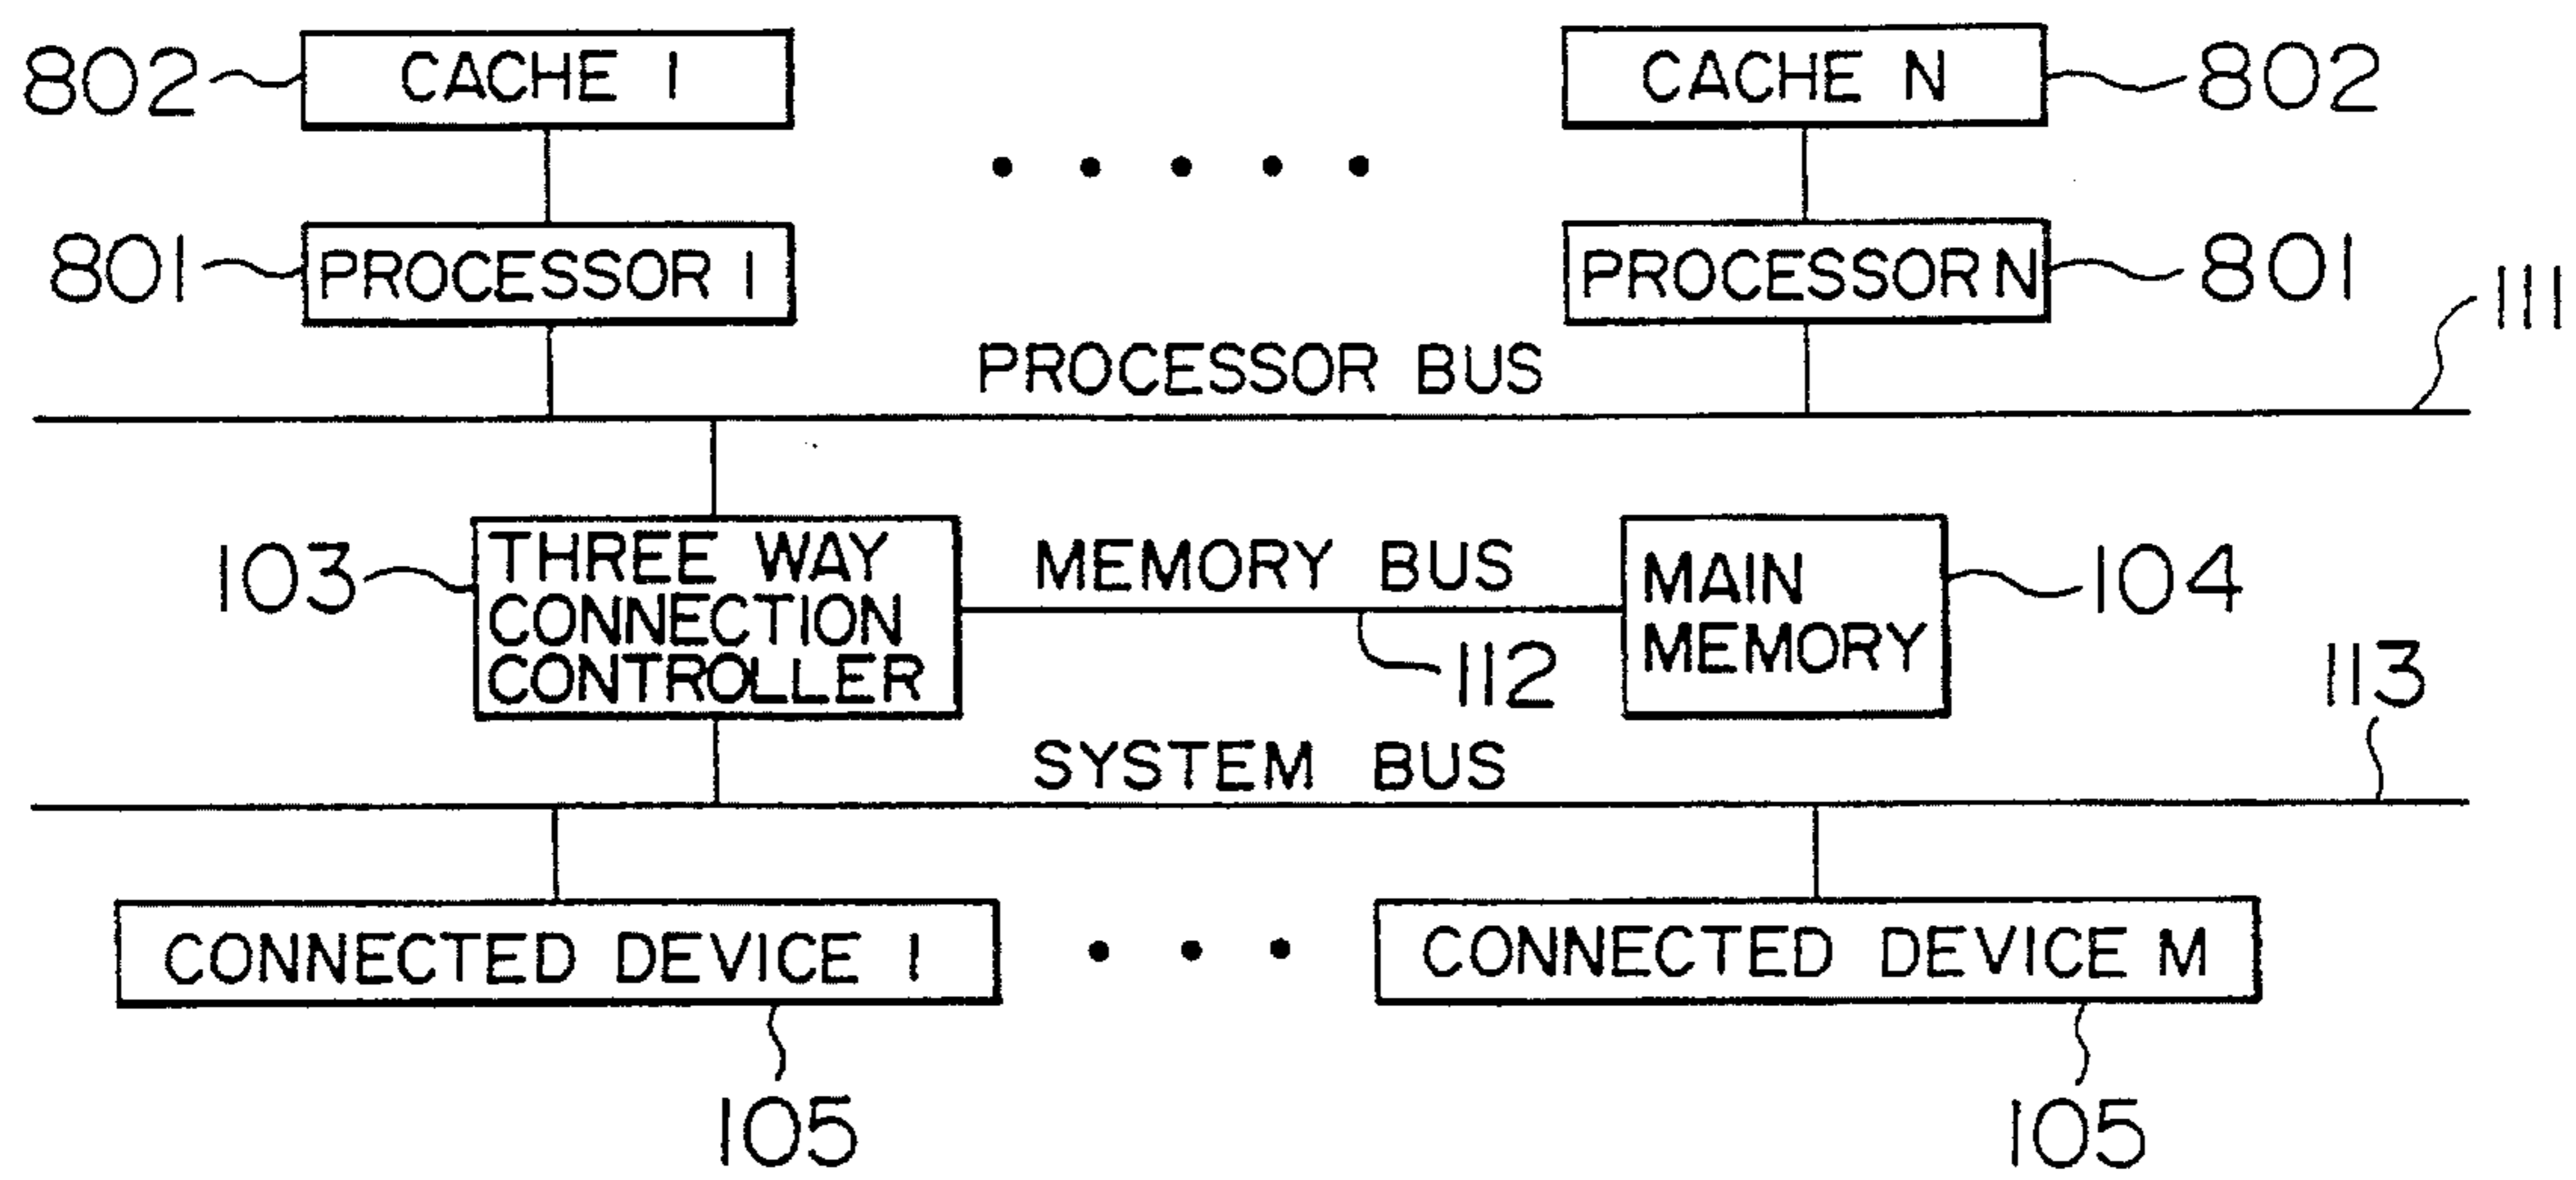 802
CACHE 1
CACHE N
802
801
PROCESSOR 1
PROCESSOR N
801
111
PROCESSOR BUS
103
THREE WAY
CONNECTION
CONTROLLER
MEMORY BUS
112
MAIN
MEMORY
104
113
SYSTEM BUS
CONNECTED DEVICE 1
CONNECTED DEVICE M
105
105